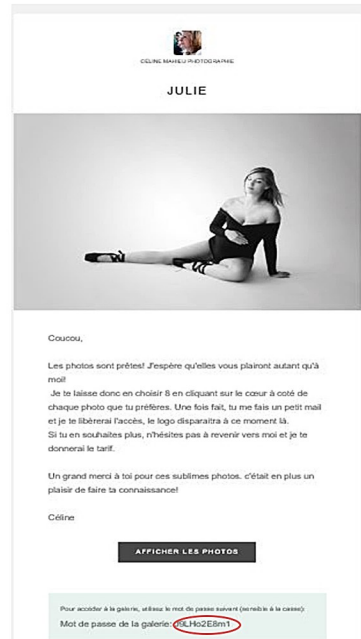 CÉLINE MAHIEU PHOTOGRAPHIE
JULIE
Coucou,
Les photos sont prêtes! J'espère qu'elles vous plairont autant qu'à
moi!
Je te laisse donc en choisir 8 en cliquant sur le cœur à coté de
chaque photo que tu préfères. Une fois fait, tu me fais un petit mail
et je te libèrerai l'accès, le logo disparaitra à ce moment là.
Si tu en souhaites plus, n'hésites pas à revenir vers moi et je te
donnerai le tarif.
Un grand merci à toi pour ces sublimes photos. c'était en plus un
plaisir de faire ta connaissance!
Céline
AFFICHER LES PHOTOS
Pour accéder à la galerie, utilisez le mot de passe suivant (sensible à la casse):
Mot de passe de la galerie: